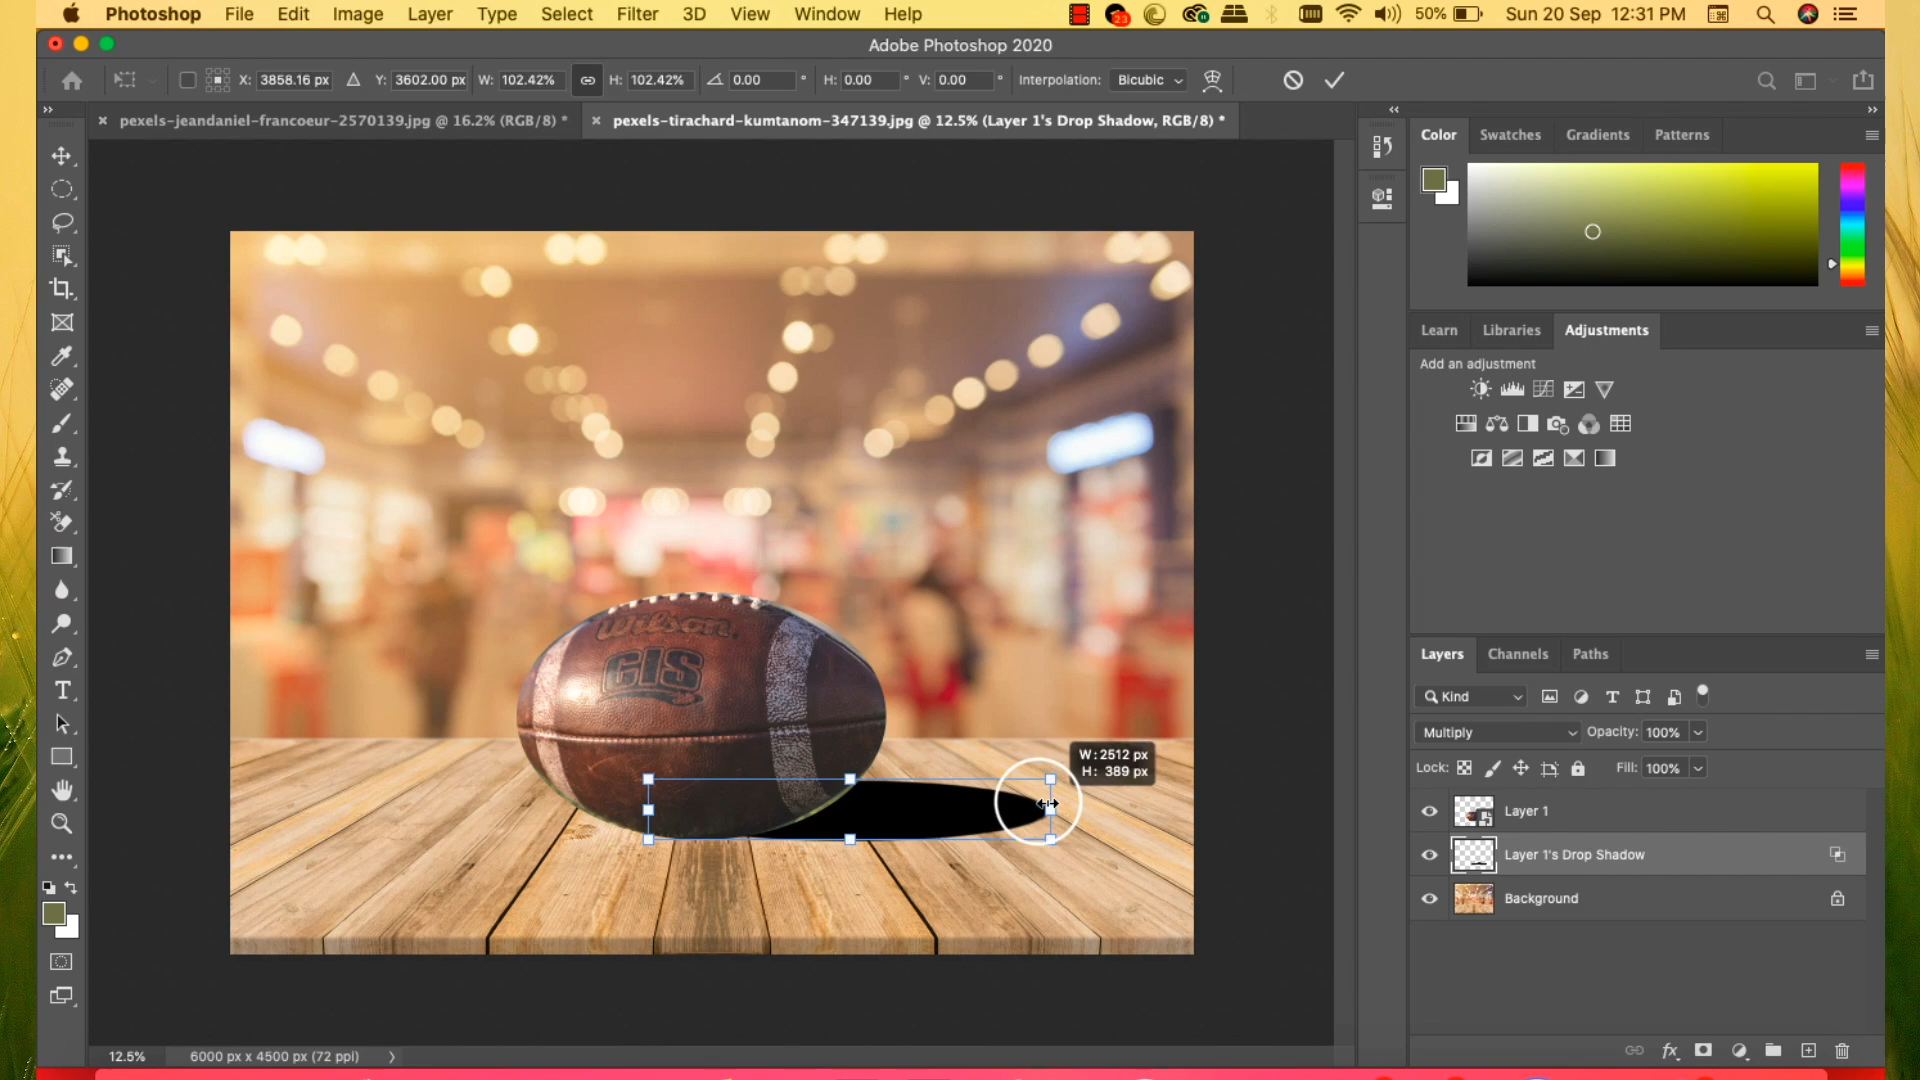 Photoshop File Edit Image Layer Type Select Filter 3D View Window Help 23 50% Sun 20 Sep 12:31 PM
Adobe Photoshop 2020
X: 3858.16 px Y: 3602.00 px W: 102.42% H: 102.42% 0.00 ° H: 0.00 ° V: 0.00 ° Interpolation: Bicubic
pexels-jeandaniel-francoeur-2570139.jpg @ 16.2% (RGB/8) * pexels-tirachard-kumtanom-347139.jpg @ 12.5% (Layer 1's Drop Shadow, RGB/8) *
Color Swatches Gradients Patterns
Learn Libraries Adjustments
Add an adjustment
Wilson
CIS
W: 2512 px
H: 389 px
Layers Channels Paths
Kind
Multiply Opacity: 100%
Lock: Fill: 100%
Layer 1
Layer 1's Drop Shadow
Background
12.5% 6000 px x 4500 px (72 ppi)